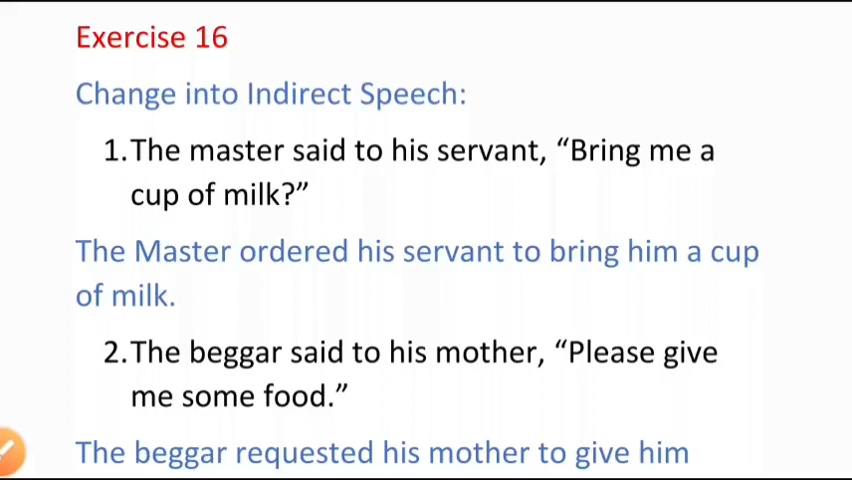 Exercise 16
Change into Indirect Speech:
1.The master said to his servant, “Bring me a
cup of milk?”
The Master ordered his servant to bring him a cup
of milk.
2.The beggar said to his mother, “Please give
me some food.”
The beggar requested his mother to give him